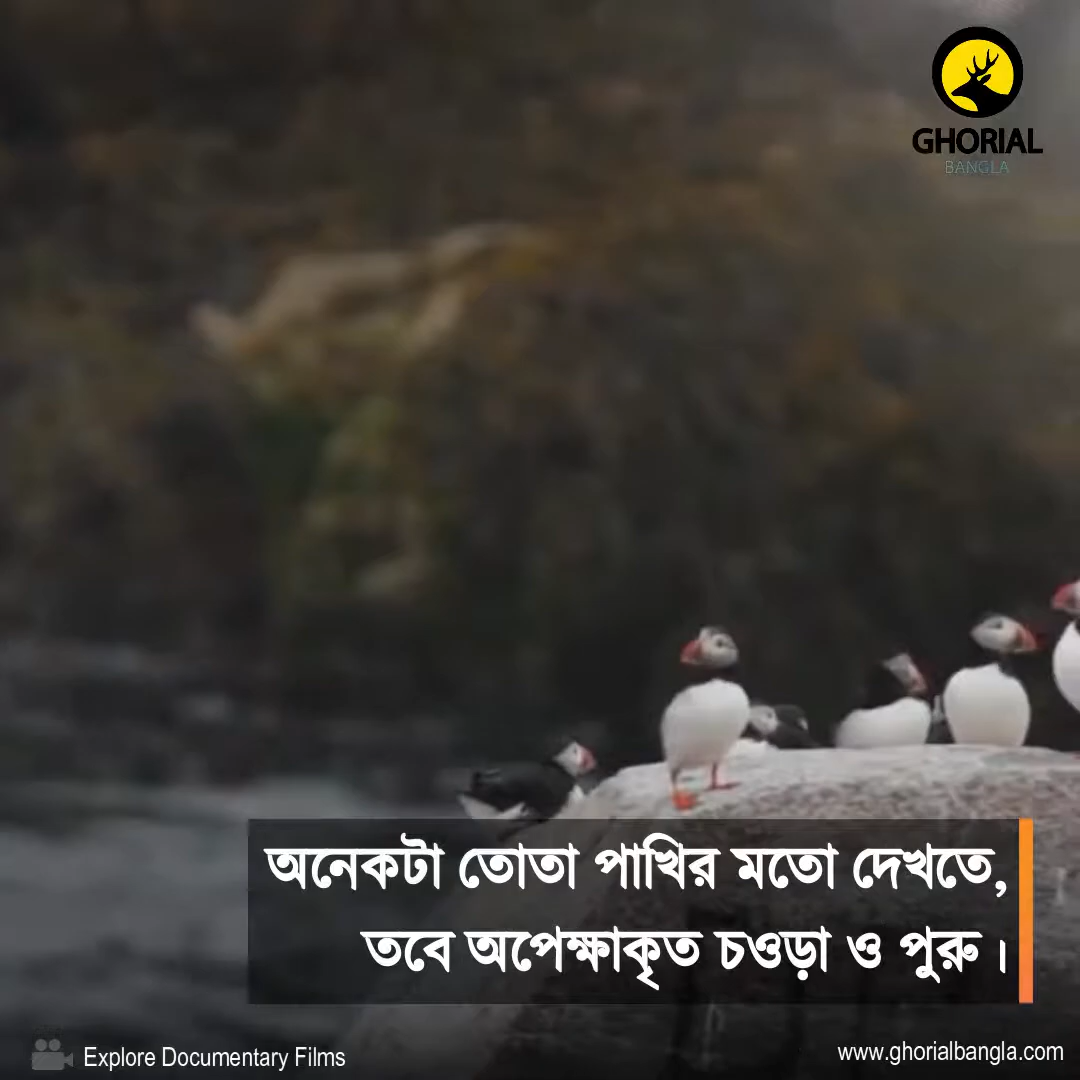 GHORIAL
BANGLA
অনেকটা তোতা পাখির মতো দেখতে,
তবে অপেক্ষাকৃত চওড়া ও পুরু।
Explore Documentary Films
www.ghorialbangla.com